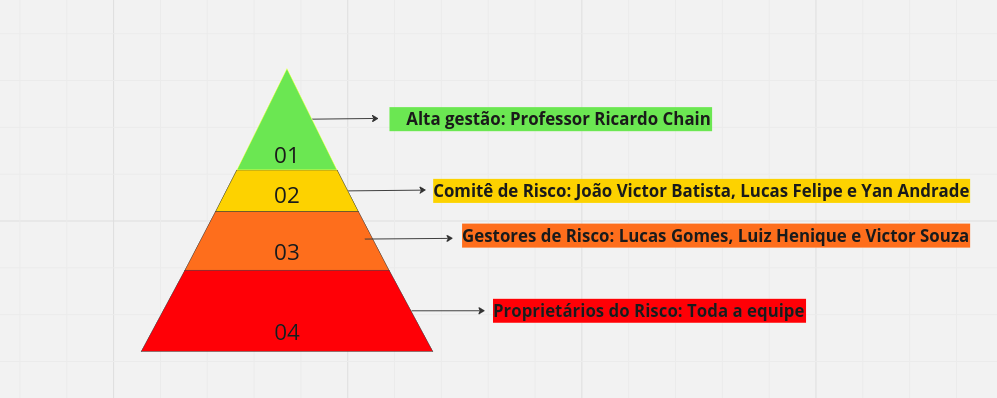 Alta gestão: Professor Ricardo Chain
01
Comitê de Risco: João Victor Batista, Lucas Felipe e Yan Andrade
02
Gestores de Risco: Lucas Gomes, Luiz Henique e Victor Souza
03
Proprietários do Risco: Toda a equipe
04